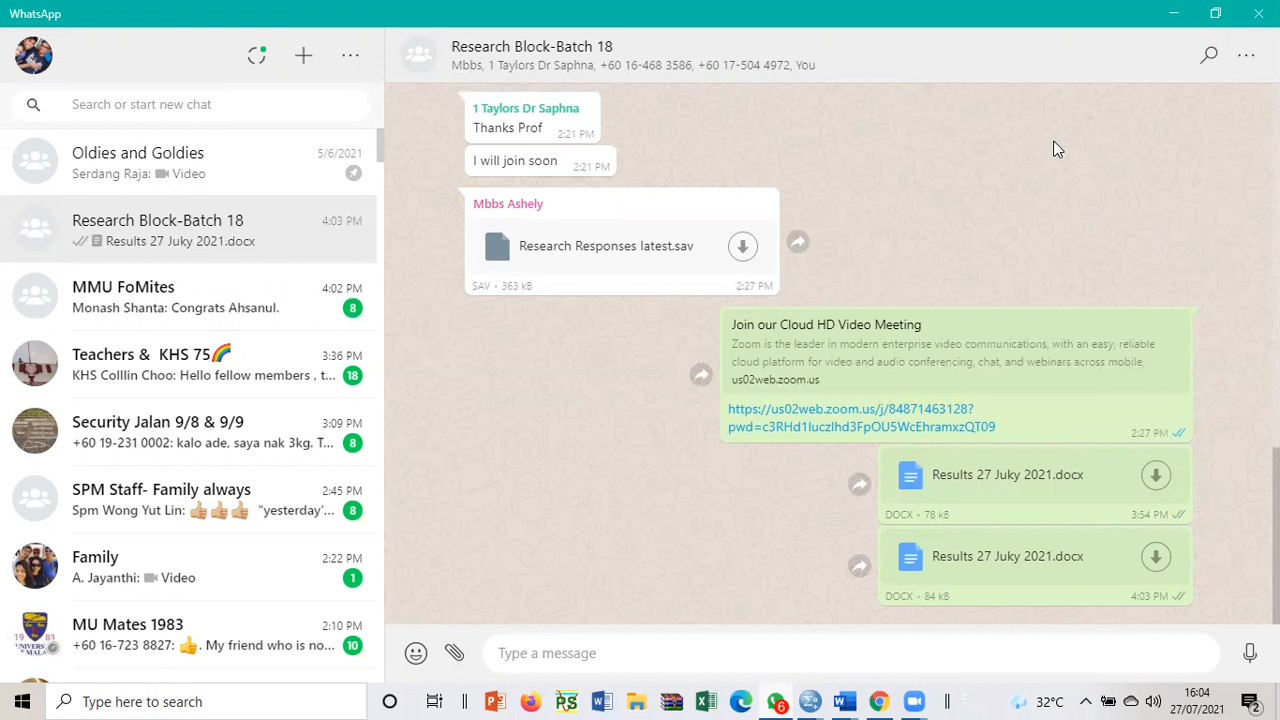 WhatsApp
Search or start new chat
Oldies and Goldies
5/6/2021
Serdang Raja: Video
Research Block-Batch 18
4:03 PM
Results 27 Juky 2021.docx
MMU FoMites
4:02 PM
Monash Shanta: Congrats Ahsanul.
8
Teachers & KHS 75🌈
3:36 PM
KHS Colllin Choo: Hello fellow members , t...
18
Security Jalan 9/8 & 9/9
3:09 PM
+60 19-231 0002: kalo ade, saya nak 3kg. T...
8
SPM Staff- Family always
2:45 PM
Spm Wong Yut Lin: 👍👍👍 "yesterday'...
8
Family
2:22 PM
A. Jayanthi: Video
1
MU Mates 1983
2:10 PM
+60 16-723 8827: 👍. My friend who is no...
10
Research Block-Batch 18
Mbbs, 1 Taylors Dr Saphna, +60 16-468 3586, +60 17-504 4972, You
1 Taylors Dr Saphna
Thanks Prof
2:21 PM
I will join soon
2:21 PM
Mbbs Ashely
Research Responses latest.sav
SAV • 363 kB
2:27 PM
Join our Cloud HD Video Meeting
Zoom is the leader in modern enterprise video communications, with an easy, reliable
cloud platform for video and audio conferencing, chat, and webinars across mobile,
us02web.zoom.us
https://us02web.zoom.us/j/84871463128?
pwd=c3RHd1luczlhd3FpOU5WcEhramxzQT09
2:27 PM
Results 27 Juky 2021.docx
DOCX • 78 kB
3:54 PM
Results 27 Juky 2021.docx
DOCX • 84 kB
4:03 PM
Type a message
Type here to search
6
32°C
16:04
27/07/2021
2